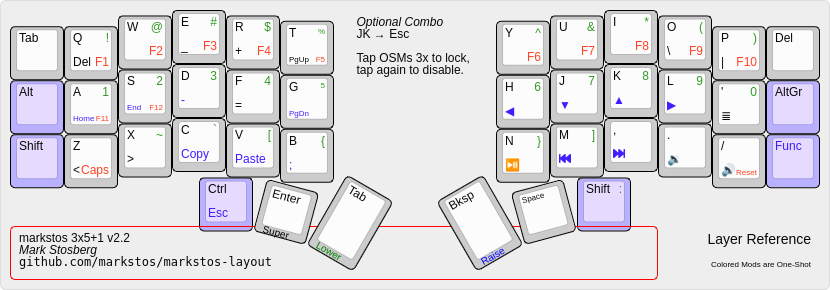 Tab
Q ! Del F1
W @ F2
E # _ F3
R $ + F4
T % PgUp F5
Optional Combo
JK → Esc
Tap OSMs 3x to lock,
tap again to disable.
Y ^ F6
U & F7
I * F8
O ( \ F9
P ) | F10
Del
Alt
A 1 Home F11
S 2 End F12
D 3 -
F 4 =
G 5 PgDn
H 6 ◀
J 7 ▼
K 8 ▲
L 9 ▶
' 0 ≣
AltGr
Shift
Z < Caps
X ~ >
C ` Copy
V [ Paste
B { ;
N } ⏯
M ] ⏮
, ⏭
. 🔉
/ 🔊 Reset
Func
Ctrl Esc
Enter Super
Tab Lower
Bksp Raise
Space
Shift :
markstos 3x5+1 v2.2
Mark Stosberg
github.com/markstos/markstos-layout
Layer Reference
Colored Mods are One-Shot